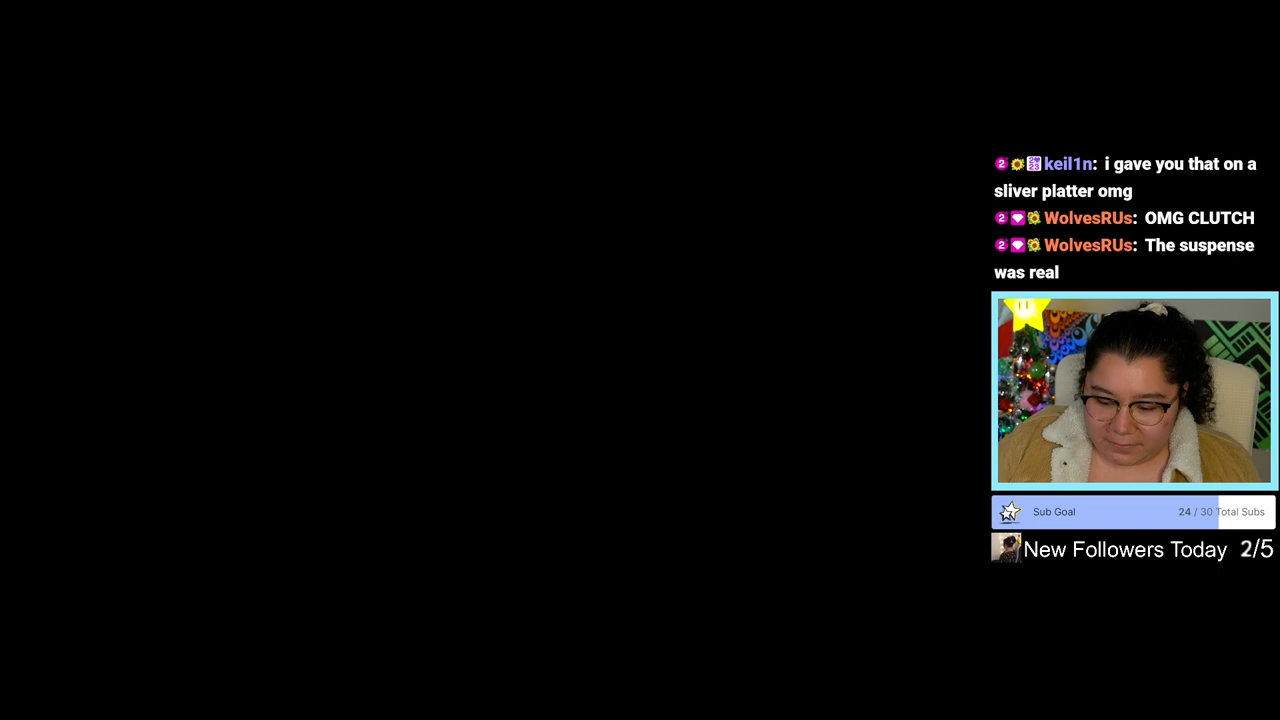 keil1n: i gave you that on a
sliver platter omg
WolvesRUs: OMG CLUTCH
WolvesRUs: The suspense
was real
Sub Goal 24 / 30 Total Subs
New Followers Today 2/5